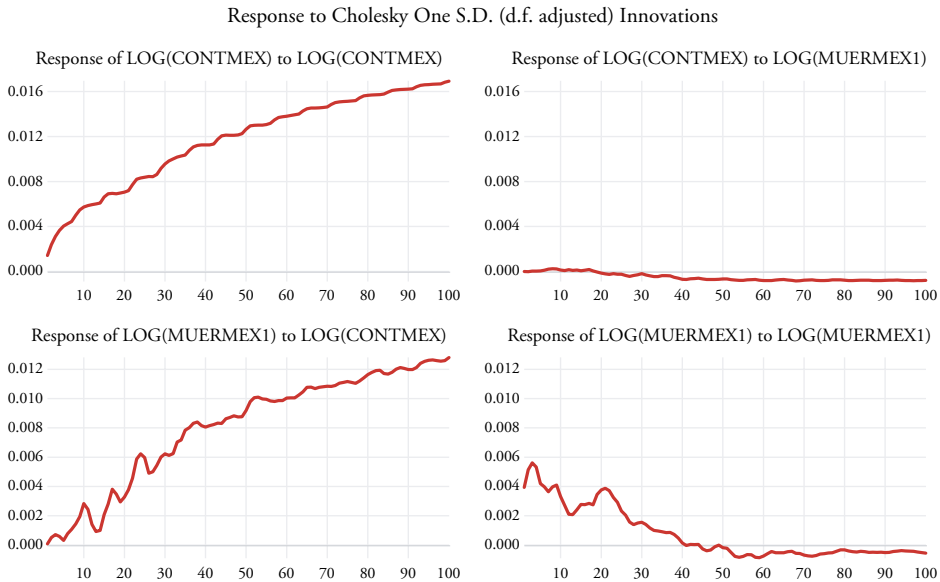 Response to Cholesky One S.D. (d.f. adjusted) Innovations
Response of LOG(CONTMEX) to LOG(CONTMEX)
0.016
0.012
0.008
0.004
0.000
10 20 30 40 50 60 70 80 90 100
Response of LOG(CONTMEX) to LOG(MUERMEX1)
0.016
0.012
0.008
0.004
0.000
10 20 30 40 50 60 70 80 90 100
Response of LOG(MUERMEX1) to LOG(CONTMEX)
0.012
0.010
0.008
0.006
0.004
0.002
0.000
10 20 30 40 50 60 70 80 90 100
Response of LOG(MUERMEX1) to LOG(MUERMEX1)
0.012
0.010
0.008
0.006
0.004
0.002
0.000
10 20 30 40 50 60 70 80 90 100